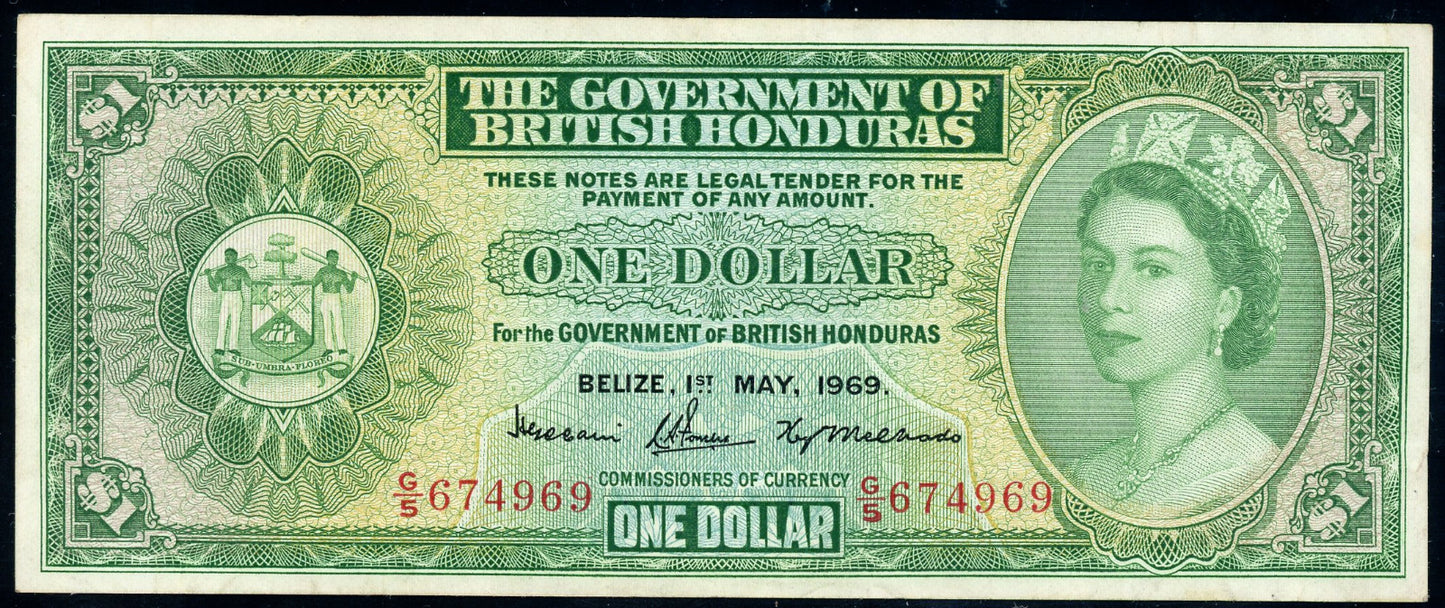 $1
THE GOVERNMENT OF
BRITISH HONDURAS
$1
THESE NOTES ARE LEGAL TENDER FOR THE
PAYMENT OF ANY AMOUNT.
ONE DOLLAR
For the GOVERNMENT of BRITISH HONDURAS
SUB·UMBRA·FLOREO
BELIZE, 1ST MAY, 1969.
COMMISSIONERS OF CURRENCY
G/5 674969
G/5 674969
$1
ONE DOLLAR
$1